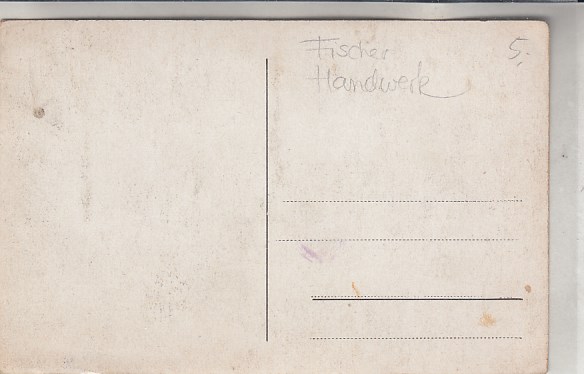 Fischer 5.
Handwerk